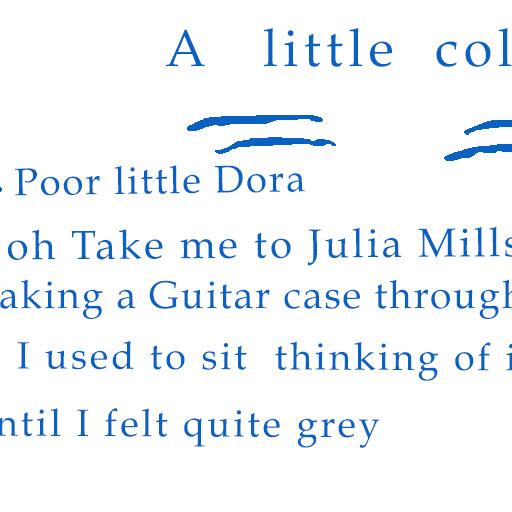 A little col
. Poor little Dora
oh Take me to Julia Mills
aking a Guitar case through
I used to sit thinking of i
ntil I felt quite grey